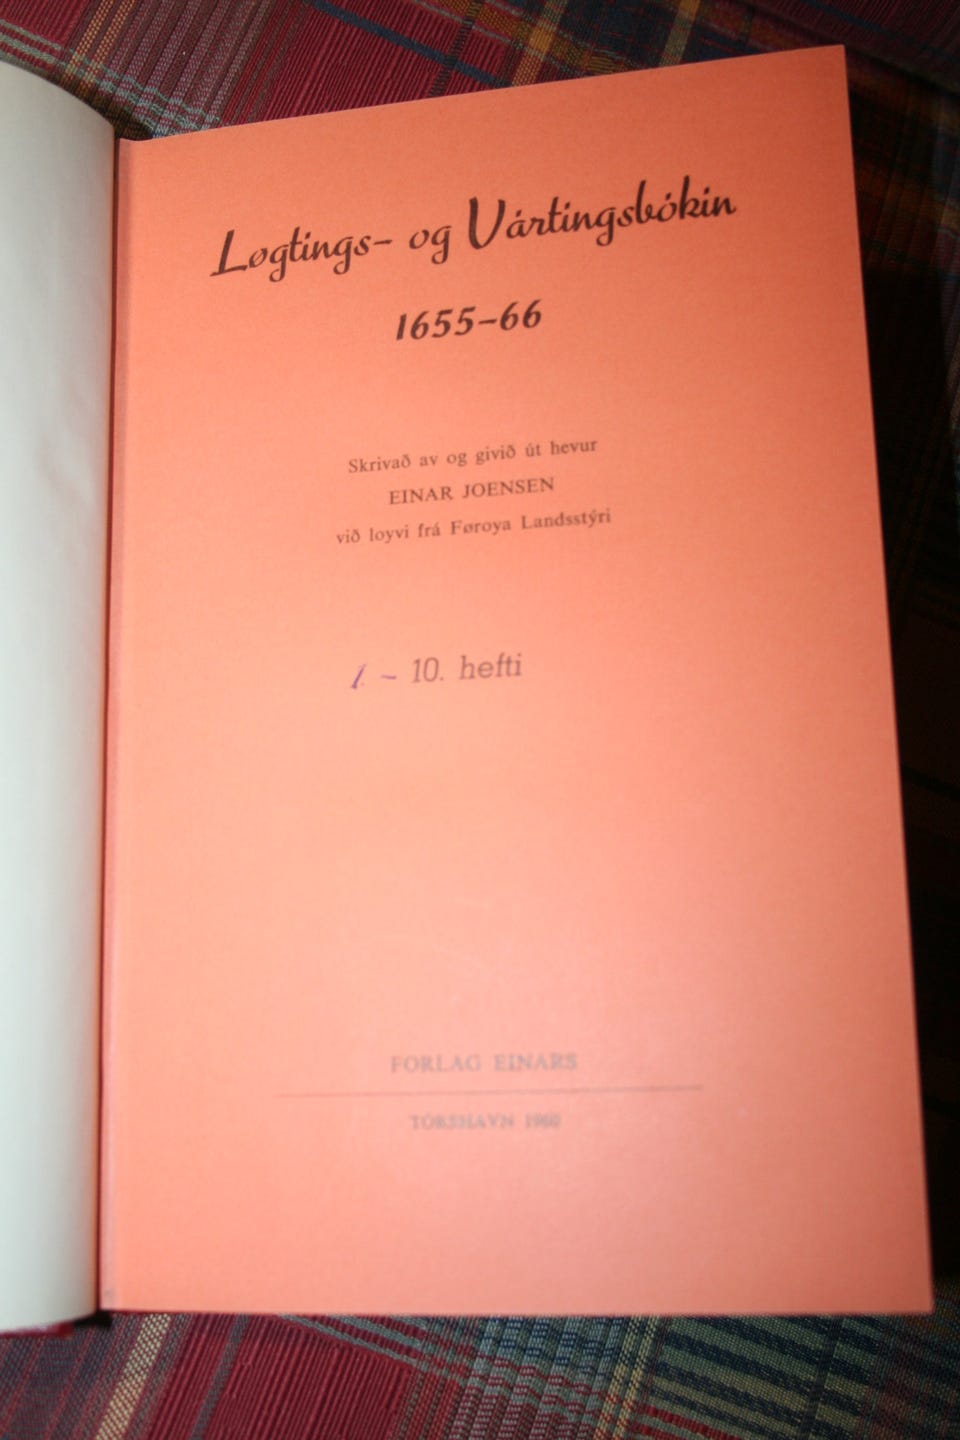 Løgtings- og Vártingsbókin
1655-66
Skrivað av og givið út hevur
EINAR JOENSEN
við loyvi frá Føroya Landsstýri
1. - 10. hefti
FORLAG EINARS
TÓRSHAVN 1960